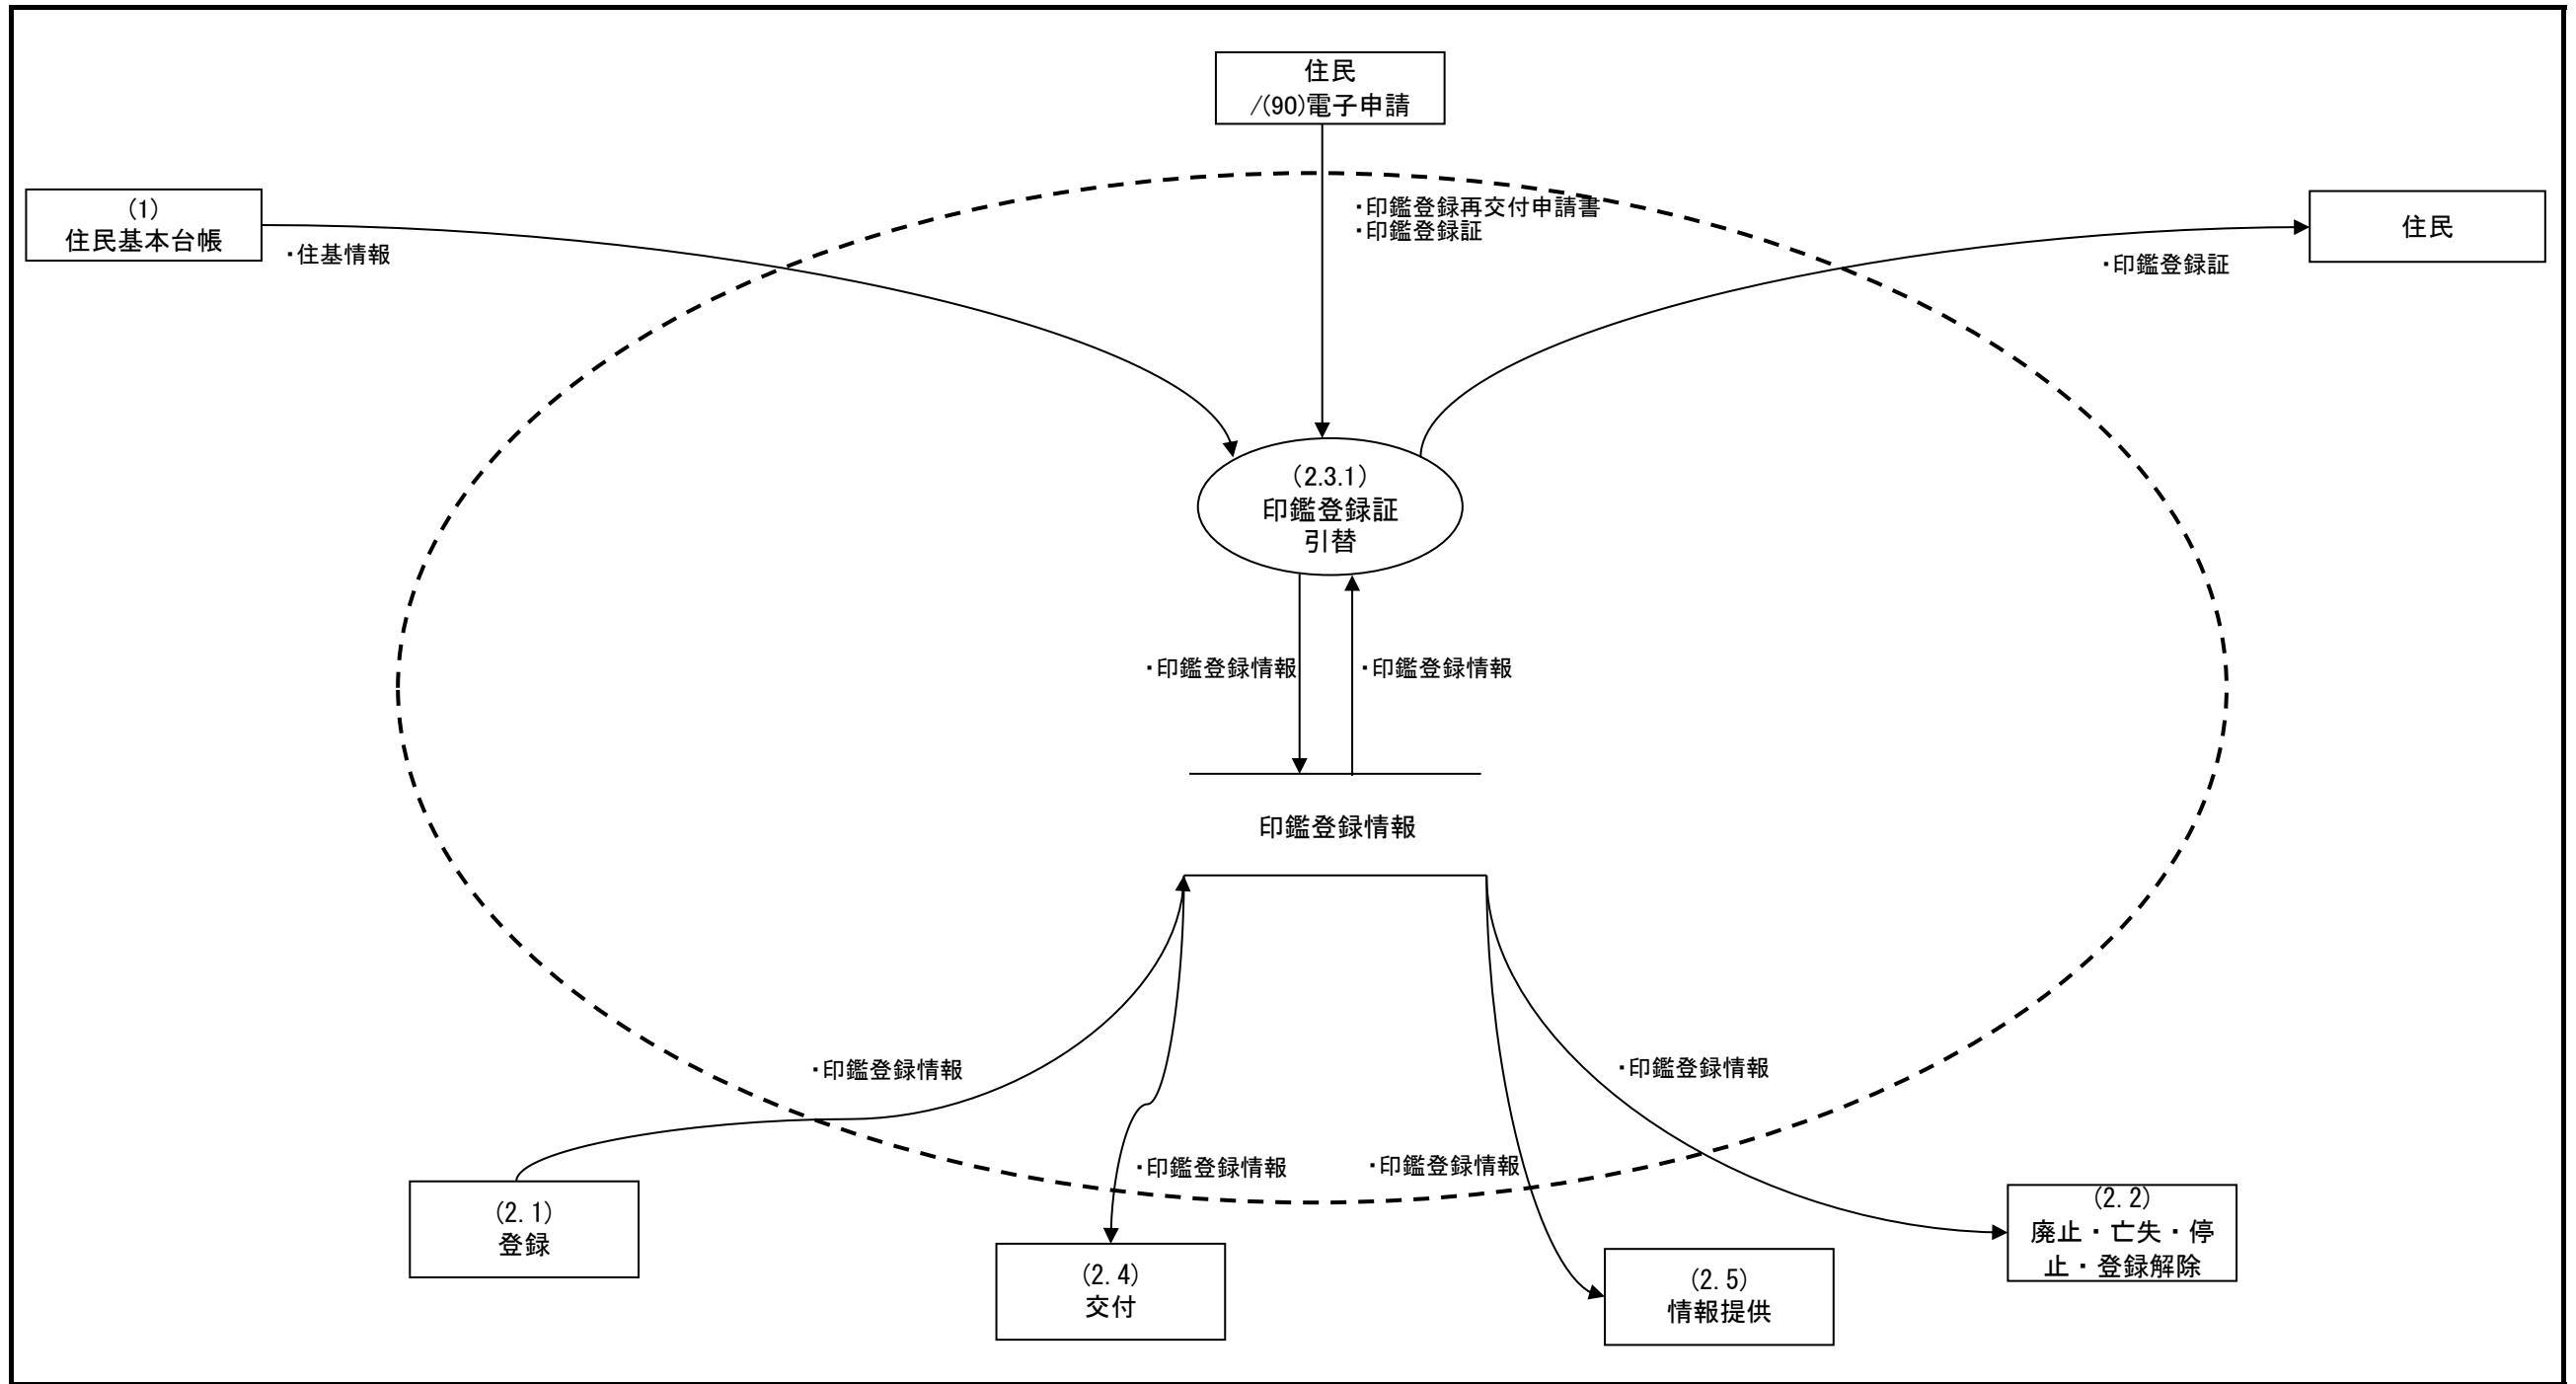 住民
/(90)電子申請
(1)
住民基本台帳
・住基情報
・印鑑登録再交付申請書
・印鑑登録証
住民
・印鑑登録証
(2.3.1)
印鑑登録証
引替
・印鑑登録情報
・印鑑登録情報
印鑑登録情報
・印鑑登録情報
・印鑑登録情報
・印鑑登録情報
・印鑑登録情報
(2.1)
登録
(2.4)
交付
(2.5)
情報提供
(2.2)
廃止・亡失・停
止・登録解除